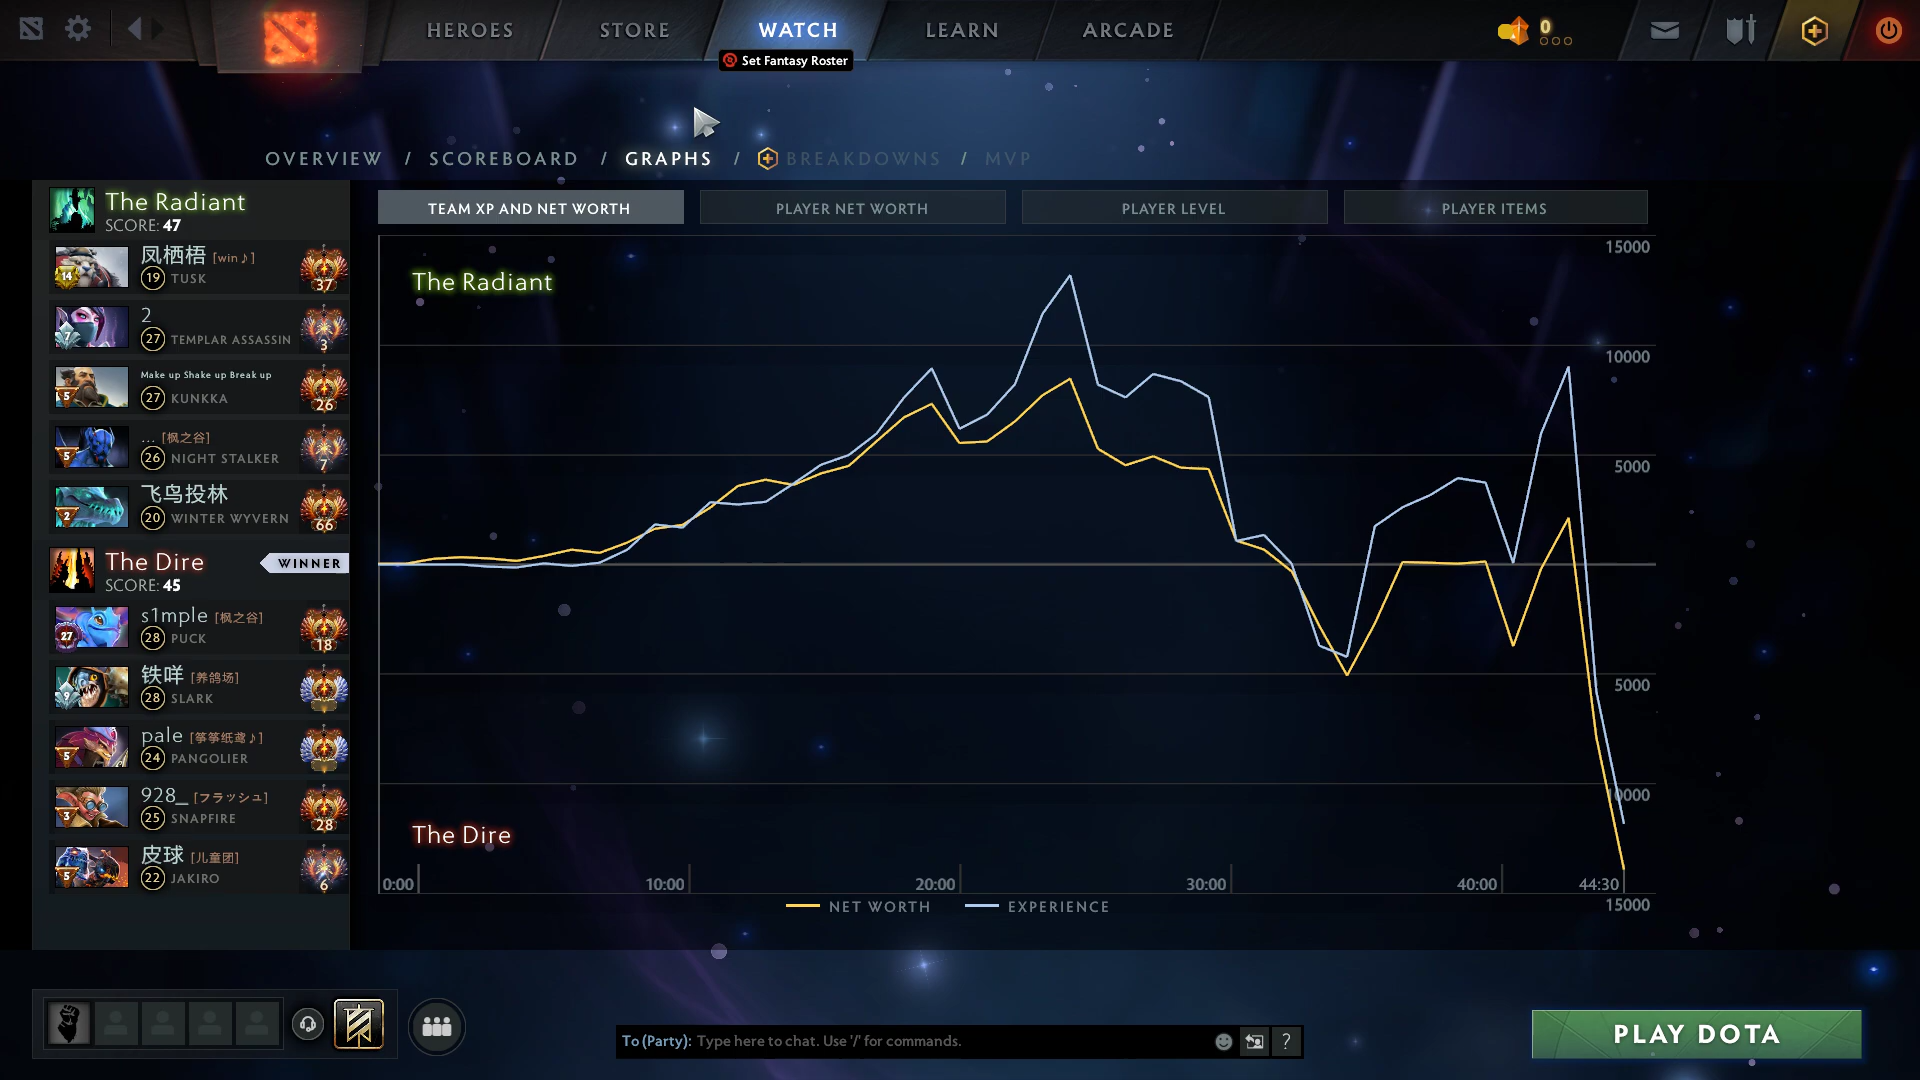 HEROES
STORE
WATCH
LEARN
ARCADE
0
Set Fantasy Roster
OVERVIEW / SCOREBOARD / GRAPHS / BREAKDOWNS / MVP
The Radiant
SCORE: 47
凤栖梧 [win♪]
14
19 TUSK
37
2
7
27 TEMPLAR ASSASSIN
3
Make up Shake up Break up
5
27 KUNKKA
26
... [枫之谷]
5
26 NIGHT STALKER
7
飞鸟投林
2
20 WINTER WYVERN
66
The Dire
WINNER
SCORE: 45
s1mple [枫之谷]
27
28 PUCK
18
铁咩 [养鸽场]
9
28 SLARK
pale [筝筝纸鸢♪]
5
24 PANGOLIER
928_ [フラッシュ]
3
25 SNAPFIRE
28
皮球 [儿童团]
5
22 JAKIRO
6
TEAM XP AND NET WORTH
PLAYER NET WORTH
PLAYER LEVEL
PLAYER ITEMS
The Radiant
15000
10000
5000
5000
10000
15000
The Dire
0:00
10:00
20:00
30:00
40:00
44:30
NET WORTH
EXPERIENCE
To (Party): Type here to chat. Use '/' for commands.
?
PLAY DOTA